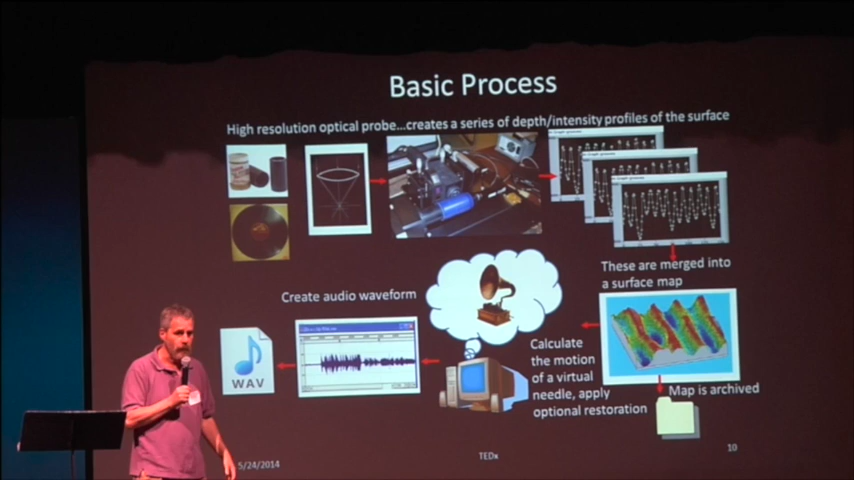 Basic Process
High resolution optical probe...creates a series of depth/intensity profiles of the surface
These are merged into
a surface map
Create audio waveform
Calculate
the motion
of a virtual
needle, apply
optional restoration
Map is archived
WAV
5/24/2014
TEDx
10